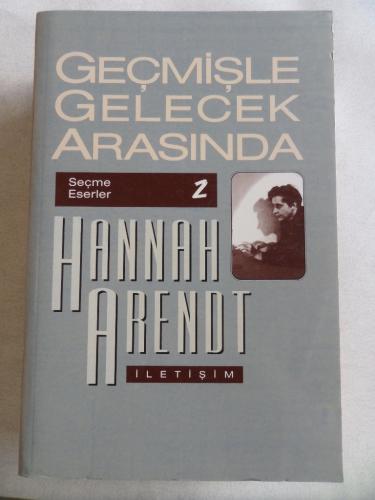 GEÇMİŞLE
GELECEK
ARASINDA
Seçme
Eserler
2
HANNAH
ARENDT
İLETİŞİM